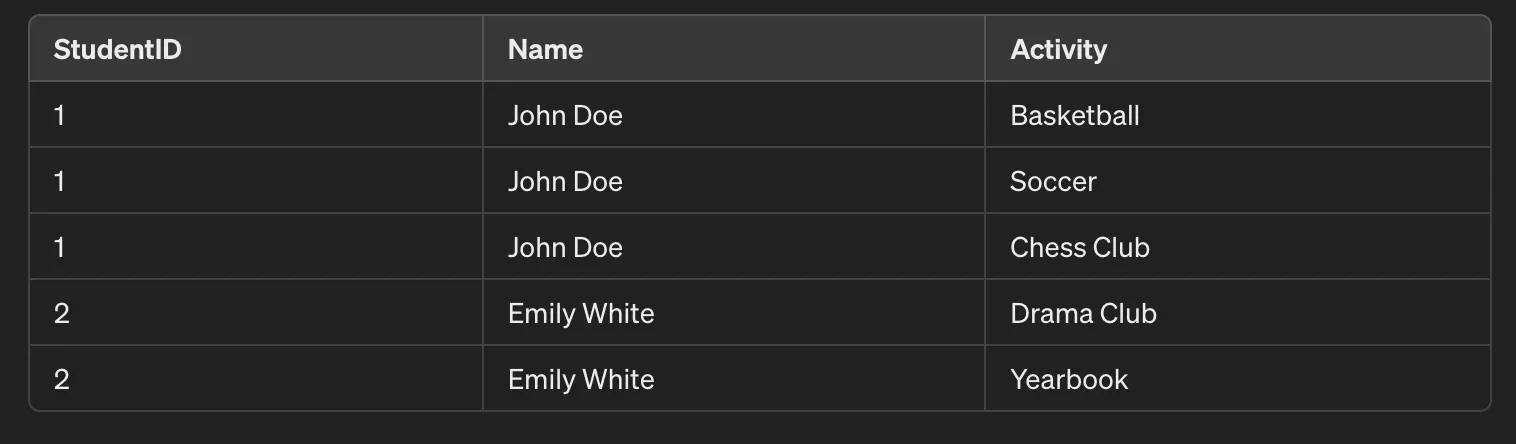 StudentID Name Activity
1 John Doe Basketball
1 John Doe Soccer
1 John Doe Chess Club
2 Emily White Drama Club
2 Emily White Yearbook